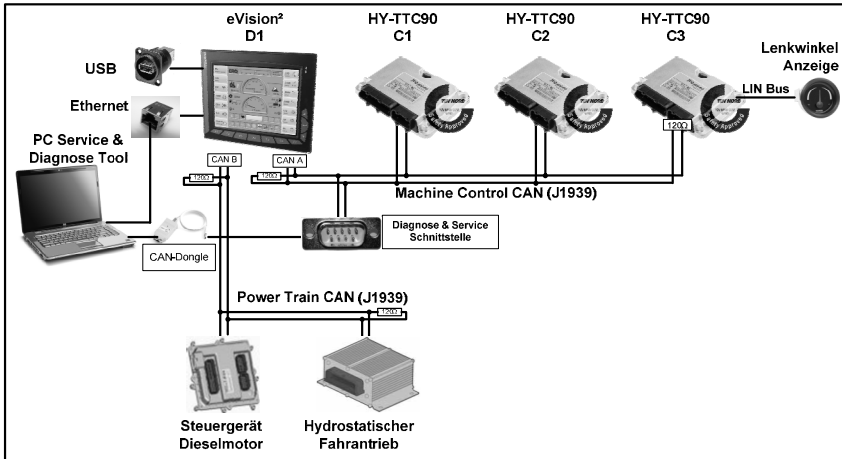 eVision²
D1
HY-TTC90
C1
HY-TTC90
C2
HY-TTC90
C3
Lenkwinkel
Anzeige
USB
LIN Bus
Ethernet
120Ω
PC Service &
Diagnose Tool
CAN B
CAN A
120Ω
120Ω
Machine Control CAN (J1939)
Diagnose & Service
Schnittstelle
CAN-Dongle
Power Train CAN (J1939)
120Ω
Steuergerät
Dieselmotor
Hydrostatischer
Fahrantrieb